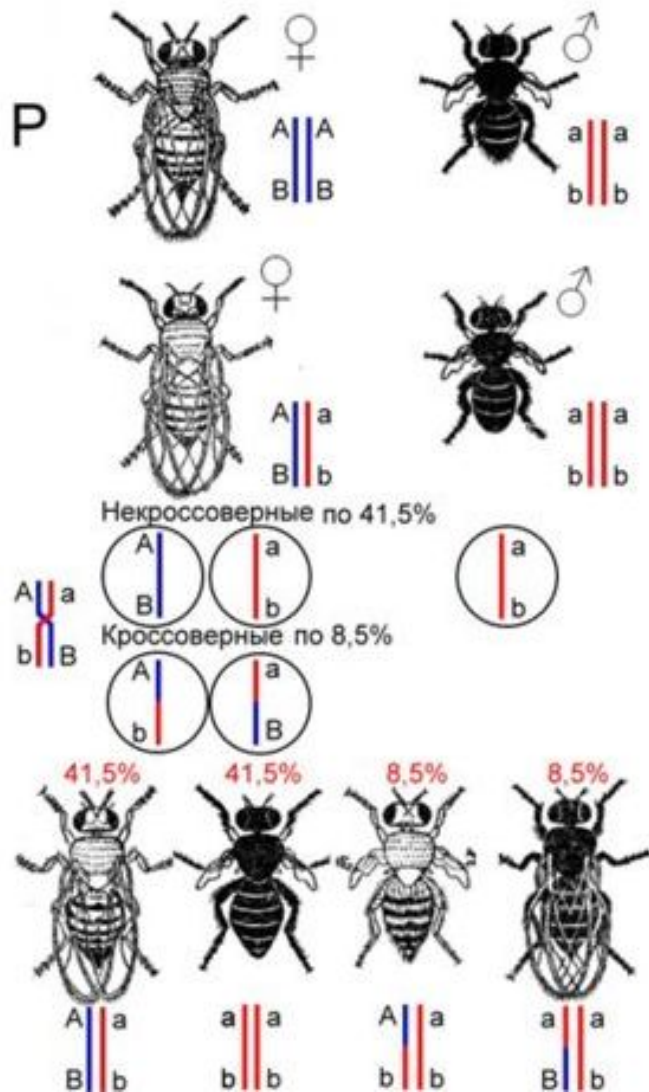 ♀ ♂
P
A A a a
B B b b
♀ ♂
A a a a
B b b b
Некроссоверные по 41,5%
A a a
B b b
A a
b B
Кроссоверные по 8,5%
A a
b B
41,5% 41,5% 8,5% 8,5%
A a a a A a a a
B b b b b b B b